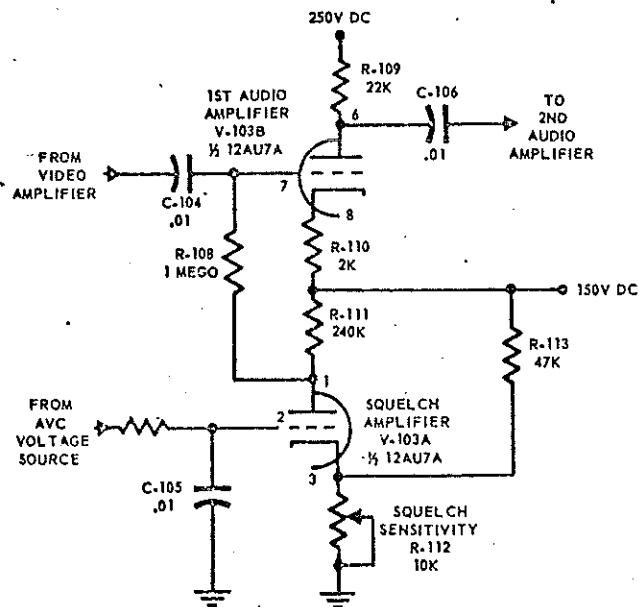 250V DC
R-109
22K
C-106
.01
6
1ST AUDIO
AMPLIFIER
V-103B
½ 12AU7A
TO
2ND
AUDIO
AMPLIFIER
FROM
VIDEO
AMPLIFIER
C-104
.01
7
8
R-108
1 MEGO
R-110
2K
150V DC
R-111
240K
R-113
47K
1
FROM
AVC
VOLTAGE
SOURCE
2
SQUELCH
AMPLIFIER
V-103A
½ 12AU7A
3
C-105
.01
SQUELCH
SENSITIVITY
R-112
10K